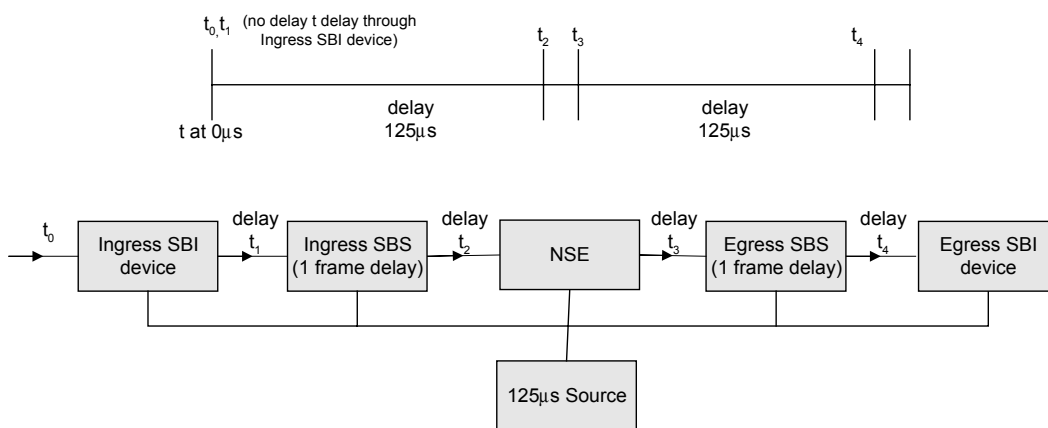 t0,t1 (no delay t delay through
Ingress SBI device)
t2
t3
t4
delay
125μs
delay
125μs
t at 0μs
t0
Ingress SBI
device
delay
t1
Ingress SBS
(1 frame delay)
delay
t2
NSE
delay
t3
Egress SBS
(1 frame delay)
delay
t4
Egress SBI
device
125μs Source